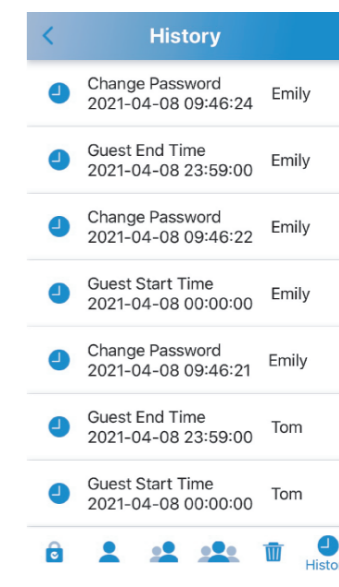 History
Change Password
2021-04-08 09:46:24 Emily
Guest End Time
2021-04-08 23:59:00 Emily
Change Password
2021-04-08 09:46:22 Emily
Guest Start Time
2021-04-08 00:00:00 Emily
Change Password
2021-04-08 09:46:21 Emily
Guest End Time
2021-04-08 23:59:00 Tom
Guest Start Time
2021-04-08 00:00:00 Tom
Histo